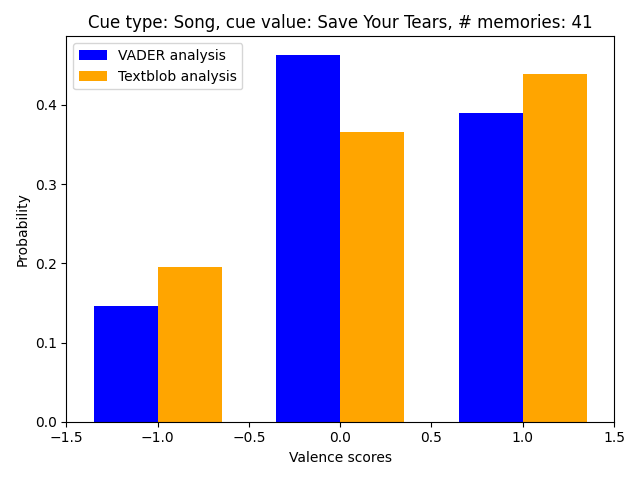 Cue type: Song, cue value: Save Your Tears, # memories: 41
VADER analysis
Textblob analysis
Probability
0.4
0.3
0.2
0.1
0.0
−1.5 −1.0 −0.5 0.0 0.5 1.0 1.5
Valence scores